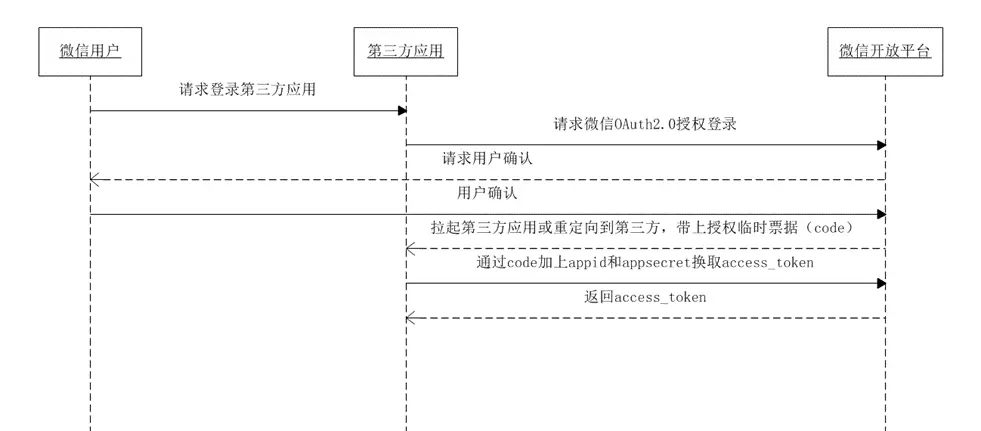 微信用户
第三方应用
微信开放平台
请求登录第三方应用
请求微信OAuth2.0授权登录
请求用户确认
用户确认
拉起第三方应用或重定向到第三方，带上授权临时票据（code）
通过code加上appid和appsecret换取access_token
返回access_token